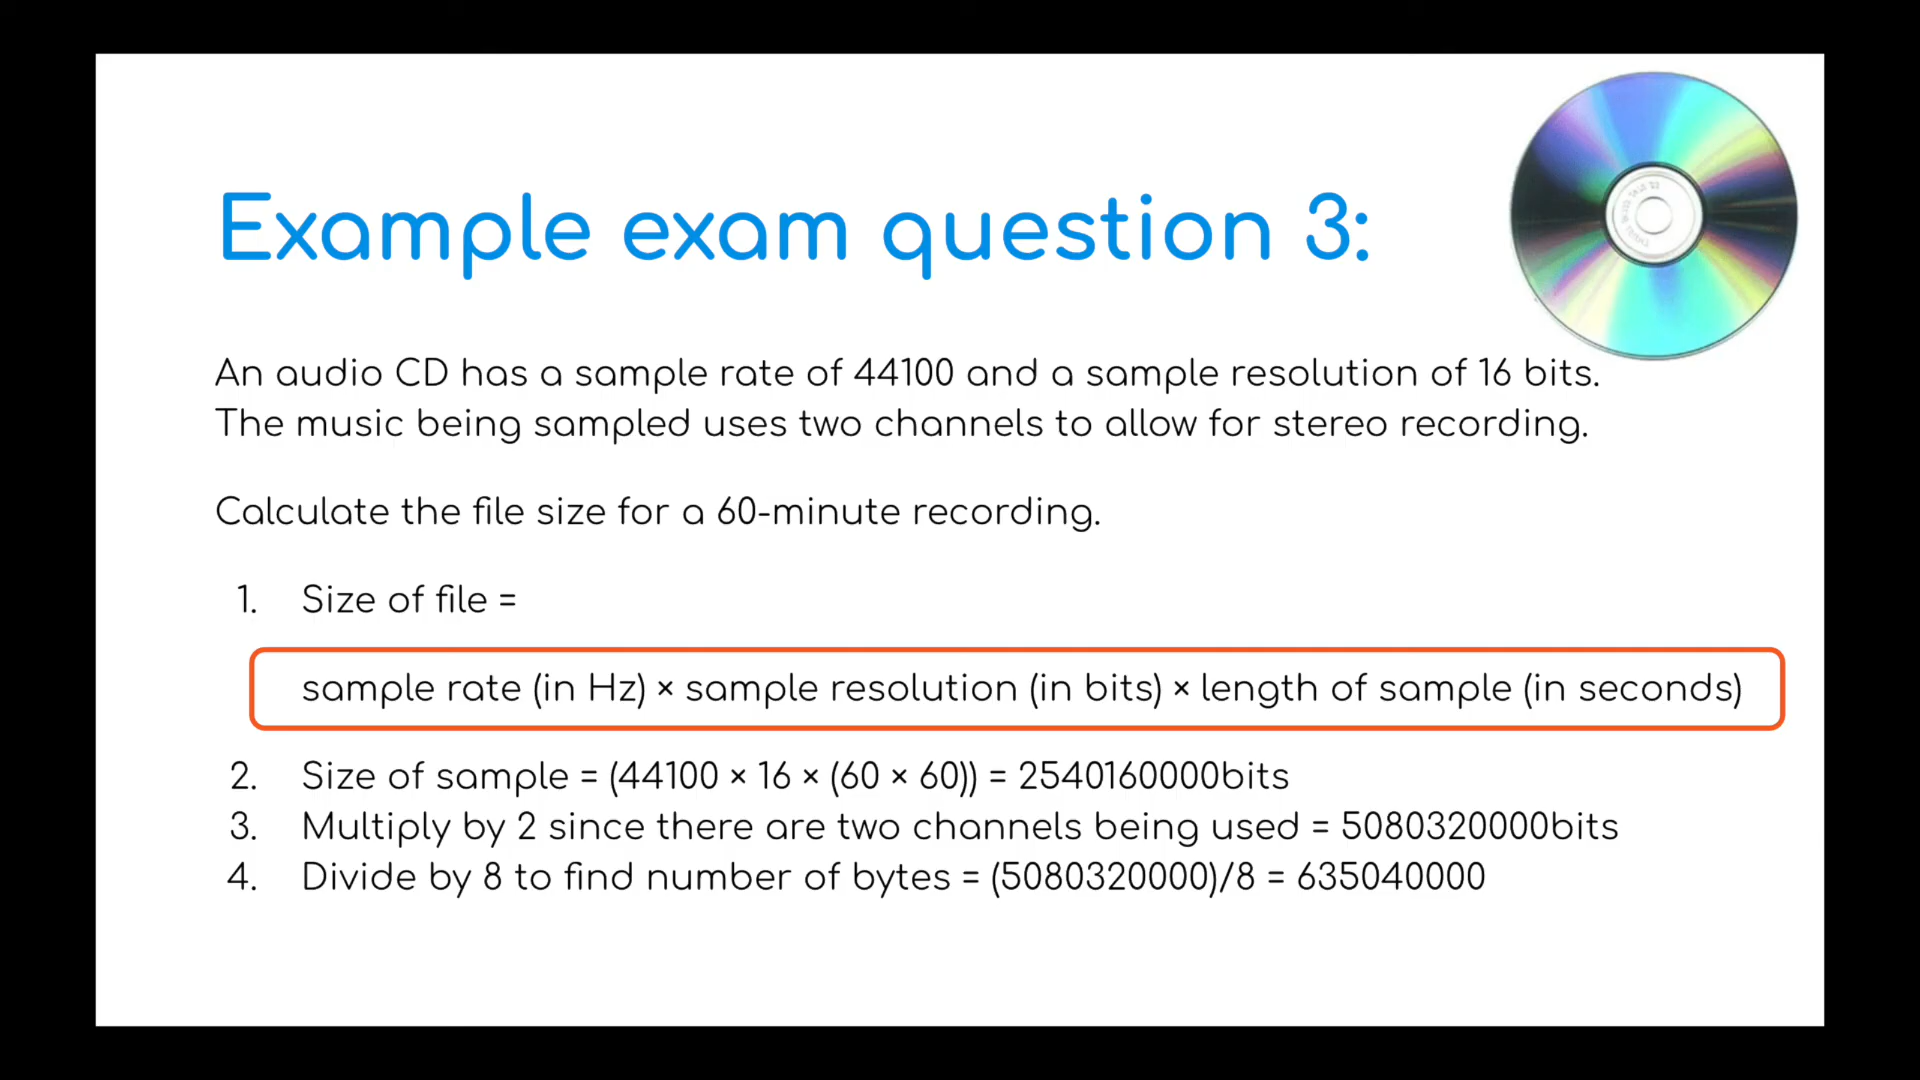 Example exam question 3:
An audio CD has a sample rate of 44100 and a sample resolution of 16 bits.
The music being sampled uses two channels to allow for stereo recording.
Calculate the file size for a 60-minute recording.
1. Size of file =
sample rate (in Hz) × sample resolution (in bits) × length of sample (in seconds)
2. Size of sample = (44100 × 16 × (60 × 60)) = 2540160000bits
3. Multiply by 2 since there are two channels being used = 5080320000bits
4. Divide by 8 to find number of bytes = (5080320000)/8 = 635040000